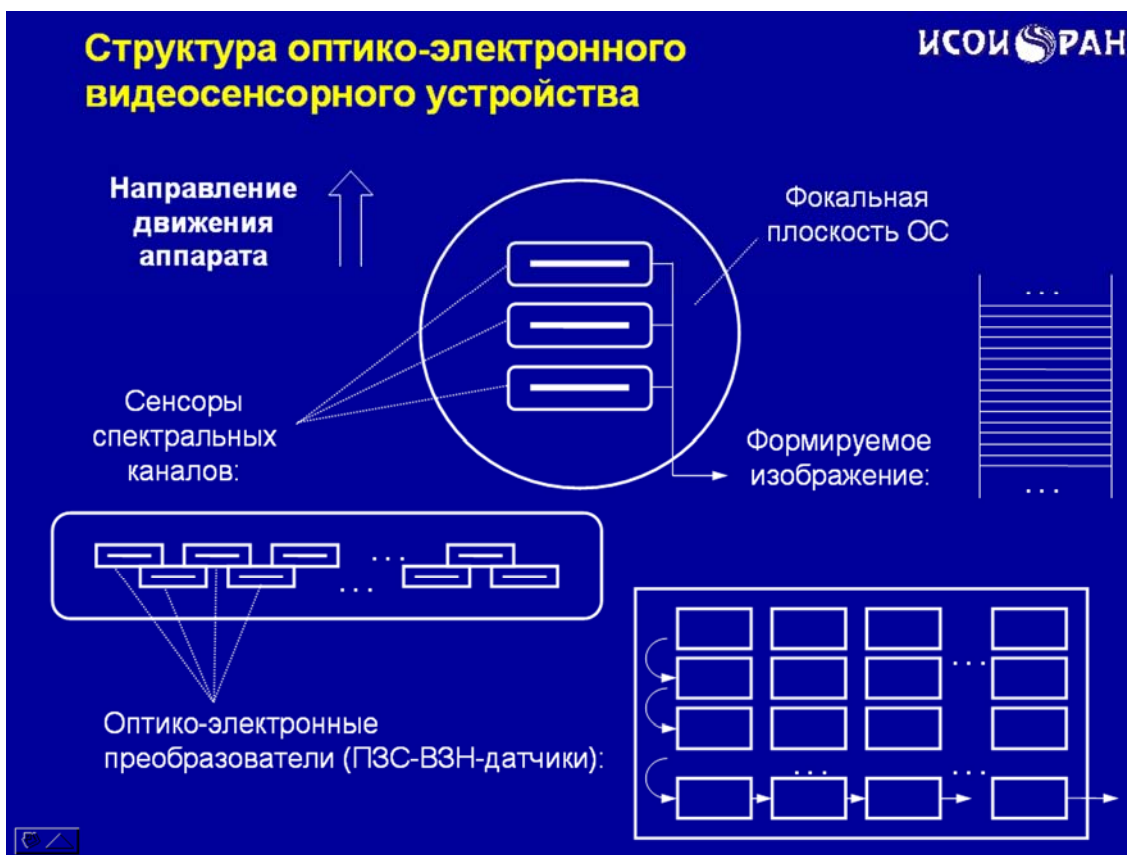 Структура оптико-электронного
видеосенсорного устройства
ИСОИ РАН
Направление
движения
аппарата
Фокальная
плоскость ОС
. . .
Сенсоры
спектральных
каналов:
Формируемое
изображение:
. . .
. . .
. . .
. . .
Оптико-электронные
преобразователи (ПЗС-ВЗН-датчики):
. . .
. . .